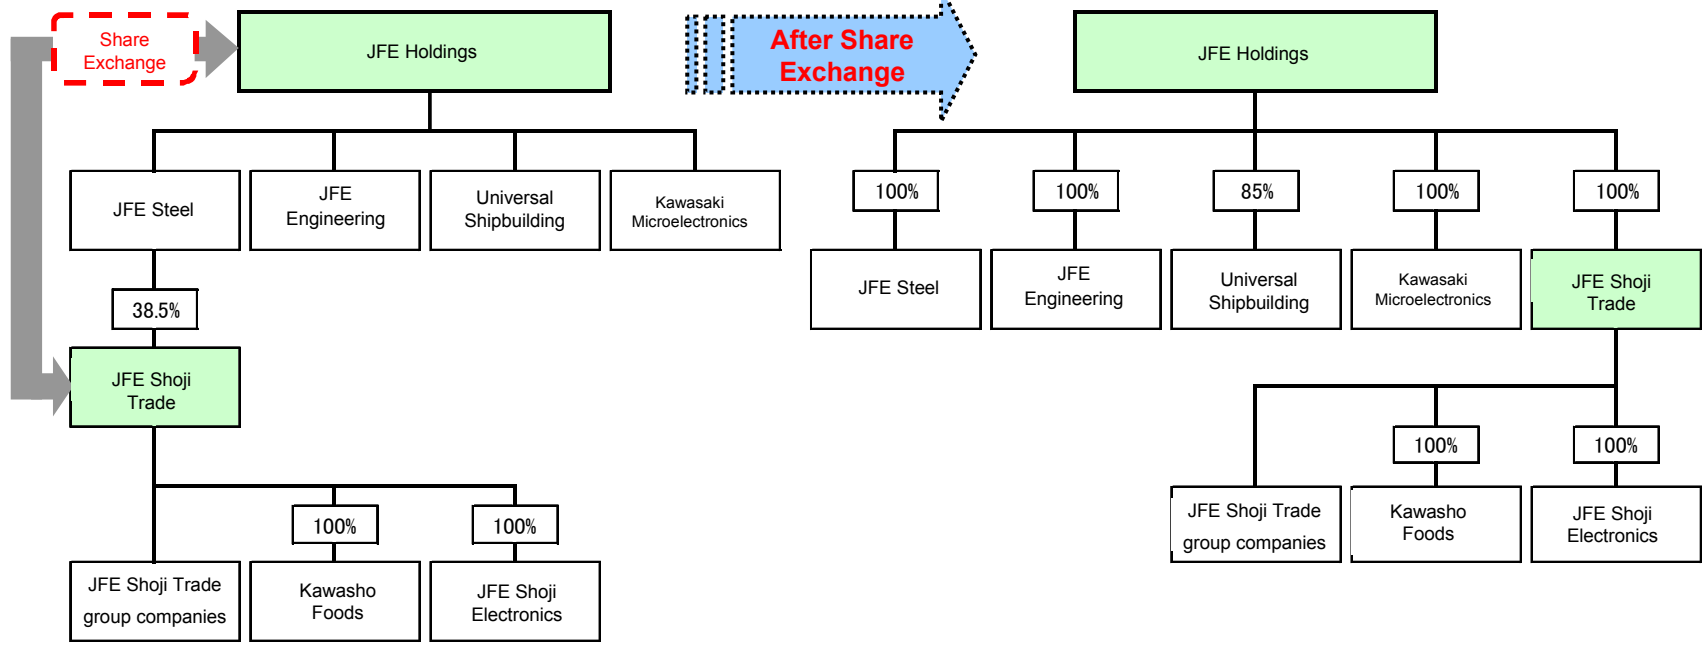 Share
Exchange
JFE Holdings
After Share
Exchange
JFE Holdings
JFE Steel
JFE
Engineering
Universal
Shipbuilding
Kawasaki
Microelectronics
100%
100%
85%
100%
100%
JFE Steel
JFE
Engineering
Universal
Shipbuilding
Kawasaki
Microelectronics
JFE Shoji
Trade
38.5%
JFE Shoji
Trade
100%
100%
JFE Shoji Trade
group companies
Kawasho
Foods
JFE Shoji
Electronics
100%
100%
JFE Shoji Trade
group companies
Kawasho
Foods
JFE Shoji
Electronics